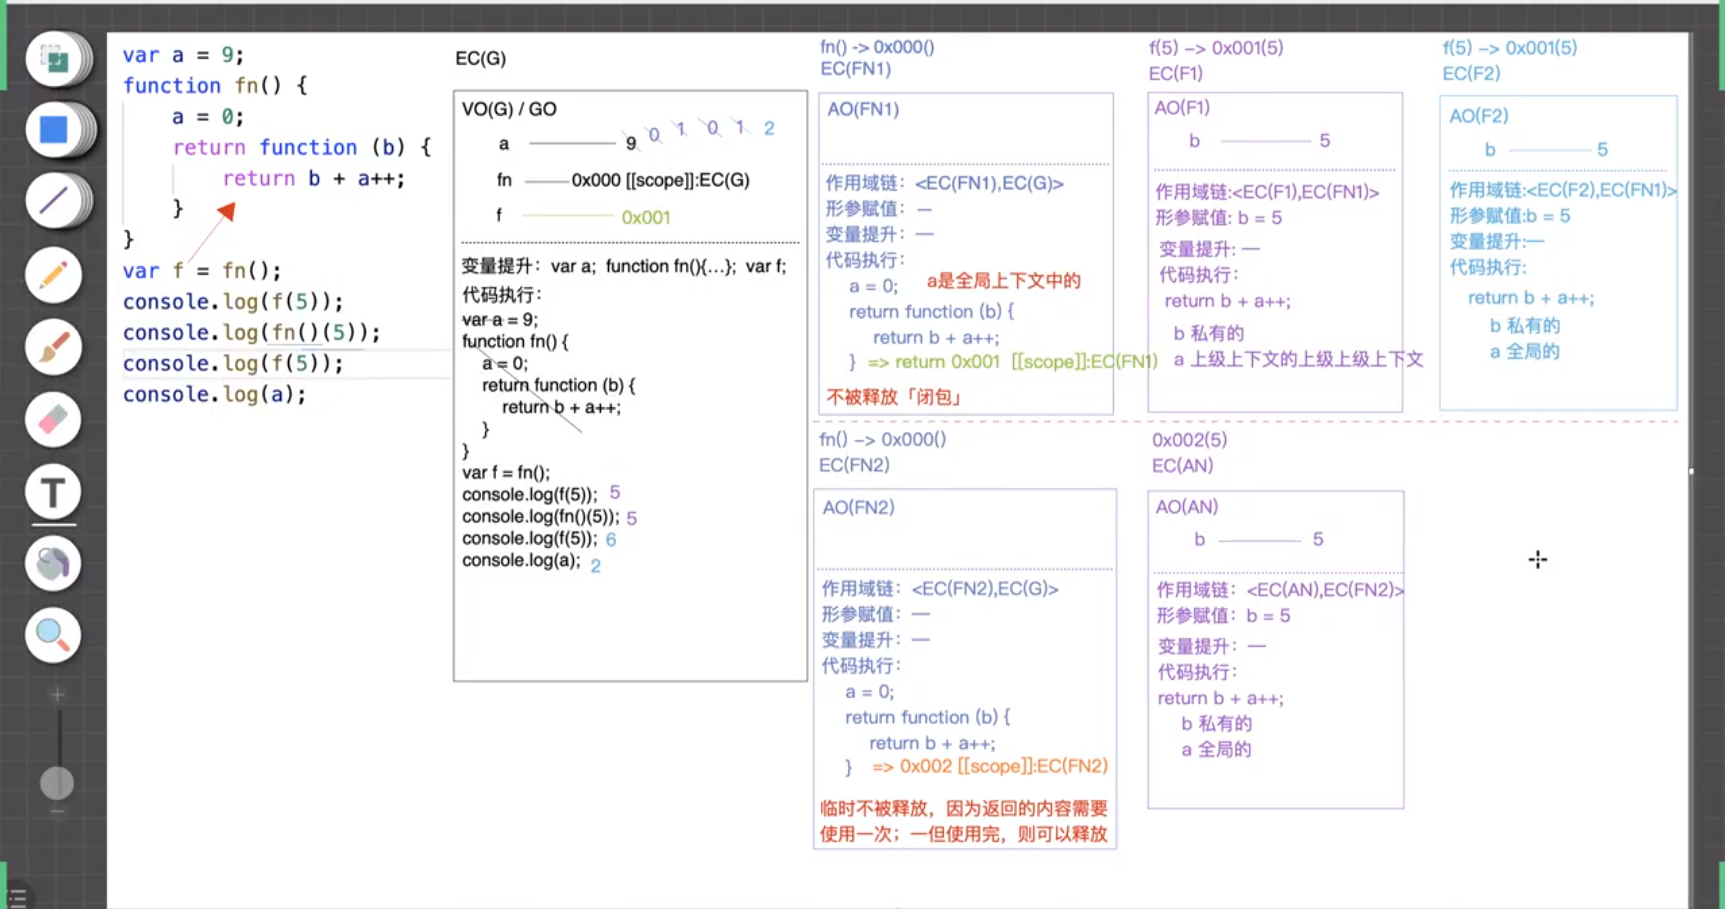 var a = 9;
function fn() {
a = 0;
return function (b) {
return b + a++;
}
}
var f = fn();
console.log(f(5));
console.log(fn()(5));
console.log(f(5));
console.log(a);
EC(G)
VO(G) / GO
a 9 0 1 0 1 2
fn 0x000 [[scope]]:EC(G)
f 0x001
变量提升：var a; function fn(){...}; var f;
代码执行：
var a = 9;
function fn() {
a = 0;
return function (b) {
return b + a++;
}
}
var f = fn();
console.log(f(5)); 5
console.log(fn()(5)); 5
console.log(f(5)); 6
console.log(a); 2
fn() -> 0x000()
EC(FN1)
AO(FN1)
作用域链：<EC(FN1),EC(G)>
形参赋值：—
变量提升：—
代码执行：
a = 0; a是全局上下文中的
return function (b) {
return b + a++;
} => return 0x001 [[scope]]:EC(FN1)
不被释放「闭包」
f(5) -> 0x001(5)
EC(F1)
AO(F1)
b 5
作用域链:<EC(F1),EC(FN1)>
形参赋值: b = 5
变量提升: —
代码执行:
return b + a++;
b 私有的
a 上级上下文的上级上级上下文
f(5) -> 0x001(5)
EC(F2)
AO(F2)
b 5
作用域链:<EC(F2),EC(FN1)>
形参赋值:b = 5
变量提升:—
代码执行:
return b + a++;
b 私有的
a 全局的
fn() -> 0x000()
EC(FN2)
AO(FN2)
作用域链：<EC(FN2),EC(G)>
形参赋值：—
变量提升：—
代码执行：
a = 0;
return function (b) {
return b + a++;
} => 0x002 [[scope]]:EC(FN2)
临时不被释放，因为返回的内容需要
使用一次；一但使用完，则可以释放
0x002(5)
EC(AN)
AO(AN)
b 5
作用域链：<EC(AN),EC(FN2)>
形参赋值：b = 5
变量提升：—
代码执行：
return b + a++;
b 私有的
a 全局的
T